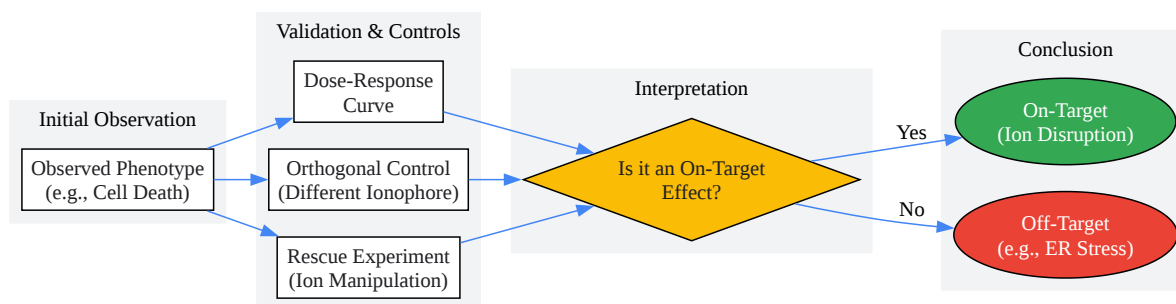 Initial Observation
Observed Phenotype
(e.g., Cell Death)
Validation & Controls
Dose-Response
Curve
Orthogonal Control
(Different Ionophore)
Rescue Experiment
(Ion Manipulation)
Interpretation
Is it an On-Target
Effect?
Yes
No
Conclusion
On-Target
(Ion Disruption)
Off-Target
(e.g., ER Stress)